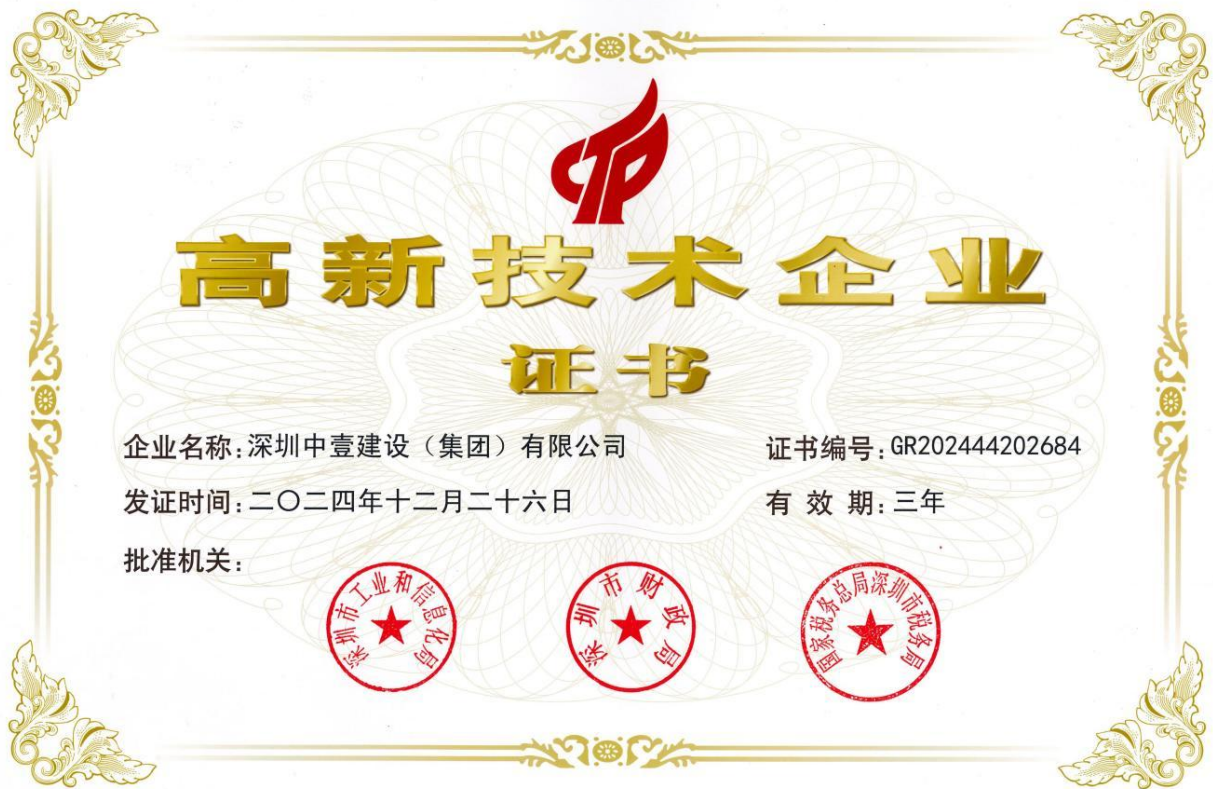 高新技术企业
证书
企业名称:深圳中壹建设（集团）有限公司
证书编号:GR202444202684
发证时间:二〇二四年十二月二十六日
有 效 期:三年
批准机关:
深圳市工业和信息化局
深圳市财政局
国家税务总局深圳市税务局